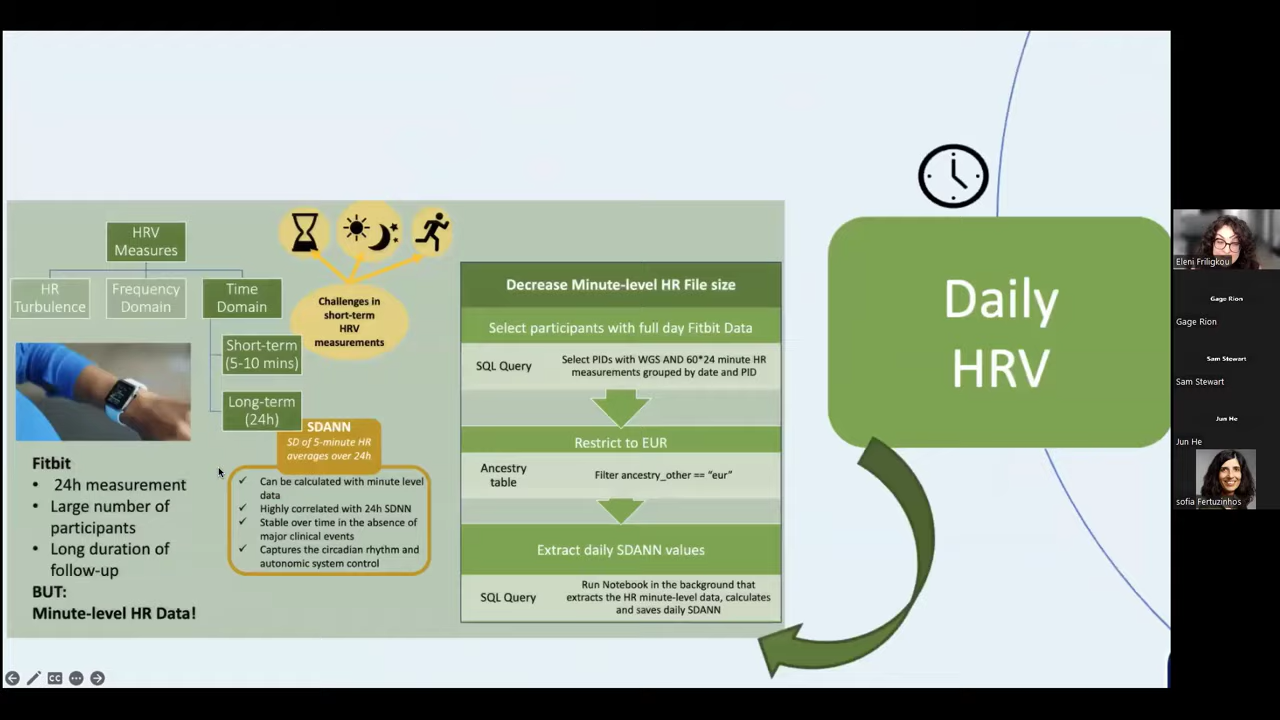 HRV
Measures
HR
Turbulence
Frequency
Domain
Time
Domain
Short-term
(5-10 mins)
Long-term
(24h)
Challenges in
short-term
HRV
measurements
SDANN
SD of 5-minute HR
averages over 24h
✓ Can be calculated with minute level
data
✓ Highly correlated with 24h SDNN
✓ Stable over time in the absence of
major clinical events
✓ Captures the circadian rhythm and
autonomic system control
Fitbit
• 24h measurement
• Large number of
participants
• Long duration of
follow-up
BUT:
Minute-level HR Data!
Decrease Minute-level HR File size
Select participants with full day Fitbit Data
SQL Query
Select PIDs with WGS AND 60*24 minute HR
measurements grouped by date and PID
Restrict to EUR
Ancestry
table
Filter ancestry_other == “eur”
Extract daily SDANN values
SQL Query
Run Notebook in the background that
extracts the HR minute-level data, calculates
and saves daily SDANN
Daily
HRV
CC
Eleni Friligkou
Gage Rion
Gage Rion
Sam Stewart
Sam Stewart
Jun He
Jun He
sofia Fertuzinhos